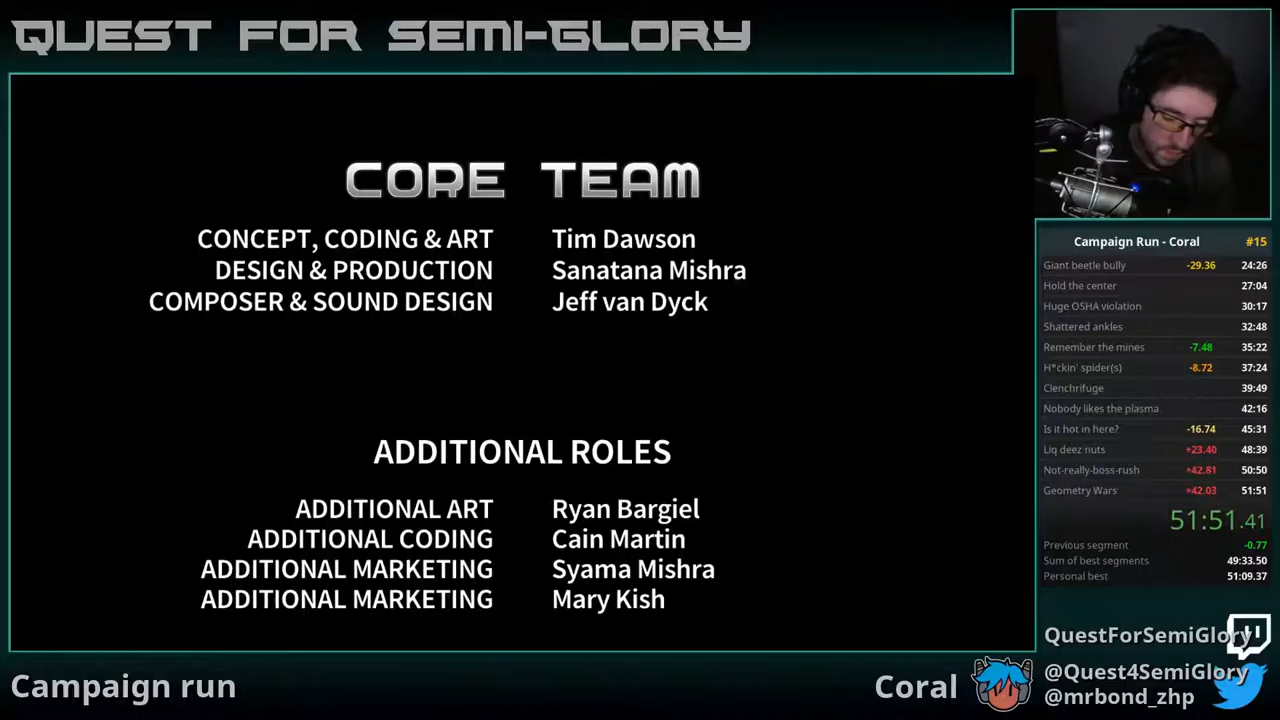 QUEST FOR SEMI-GLORY
CORE TEAM
CONCEPT, CODING & ART Tim Dawson
DESIGN & PRODUCTION Sanatana Mishra
COMPOSER & SOUND DESIGN Jeff van Dyck
ADDITIONAL ROLES
ADDITIONAL ART Ryan Bargiel
ADDITIONAL CODING Cain Martin
ADDITIONAL MARKETING Syama Mishra
ADDITIONAL MARKETING Mary Kish
Campaign Run - Coral #15
Giant beetle bully -29.36 24:26
Hold the center 27:04
Huge OSHA violation 30:17
Shattered ankles 32:48
Remember the mines -7.48 35:22
H*ckin' spider(s) -8.72 37:24
Clenchrifuge 39:49
Nobody likes the plasma 42:16
Is it hot in here? -16.74 45:31
Liq deez nuts +23.40 48:39
Not-really-boss-rush +42.81 50:50
Geometry Wars +42.03 51:51
51:51.41
Previous segment -0.77
Sum of best segments 49:33.50
Personal best 51:09.37
QuestForSemiGlory
@Quest4SemiGlory
@mrbond_zhp
Campaign run
Coral